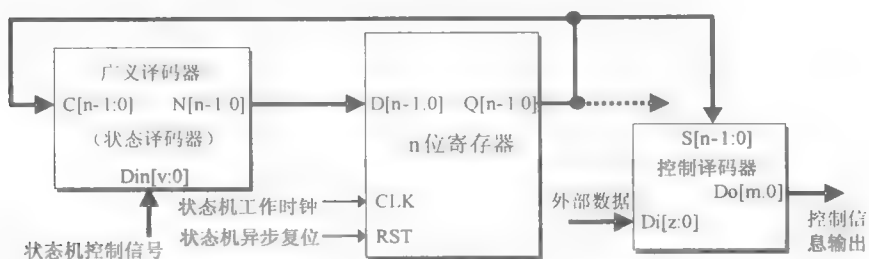 广义译码器
C[n-1:0] N[n-1 0]
(状态译码器)
Din[v:0]
状态机控制信号
D[n-1.0] Q[n-1 0]
n位寄存器
状态机工作时钟 CLK
状态机异步复位 RST
S[n-1:0]
控制译码器
Do[m.0]
外部数据 Di[z:0]
控制信
息输出